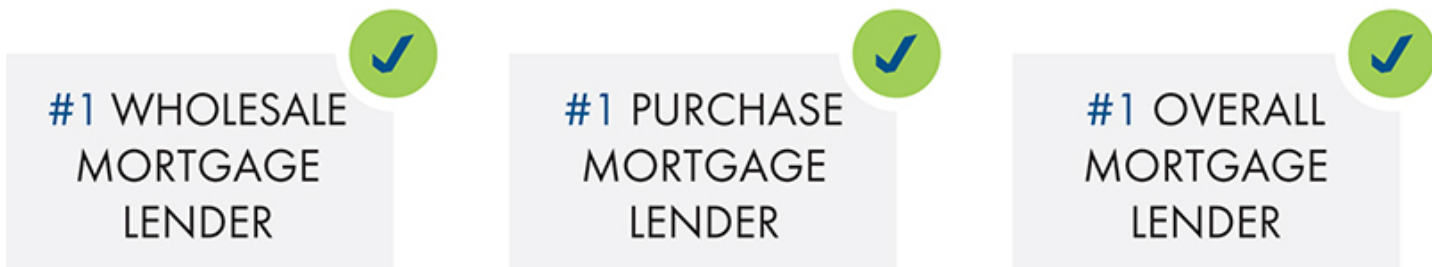 #1 WHOLESALE
MORTGAGE
LENDER
#1 PURCHASE
MORTGAGE
LENDER
#1 OVERALL
MORTGAGE
LENDER